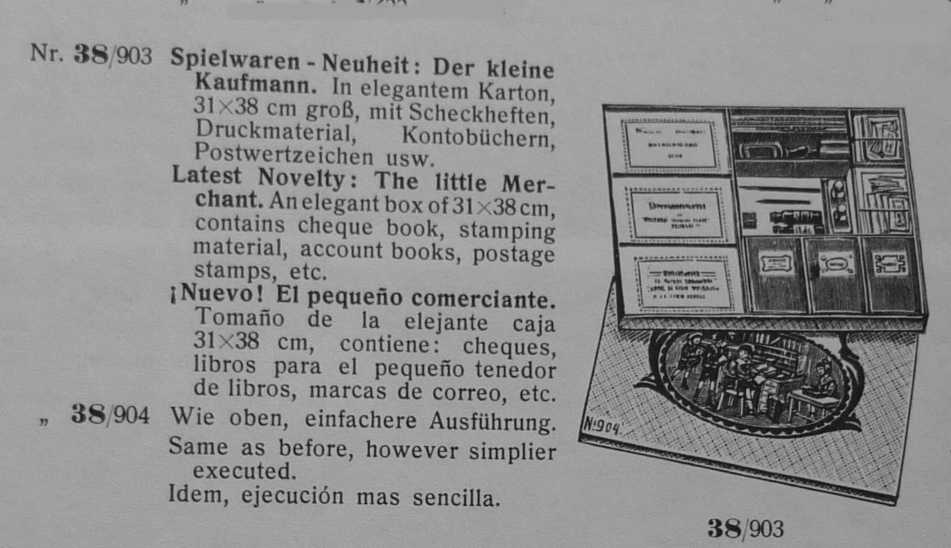 Nr. 38/903 Spielwaren - Neuheit: Der kleine
Kaufmann. In elegantem Karton,
31×38 cm groß, mit Scheckheften,
Druckmaterial, Kontobüchern,
Postwertzeichen usw.
Latest Novelty: The little Mer-
chant. An elegant box of 31×38 cm,
contains cheque book, stamping
material, account books, postage
stamps, etc.
¡Nuevo! El pequeño comerciante.
Tomaño de la elejante caja
31×38 cm, contiene: cheques,
libros para el pequeño tenedor
de libros, marcas de correo, etc.
„ 38/904 Wie oben, einfachere Ausführung.
Same as before, however simplier
executed.
Idem, ejecución mas sencilla.
No 904
38/903